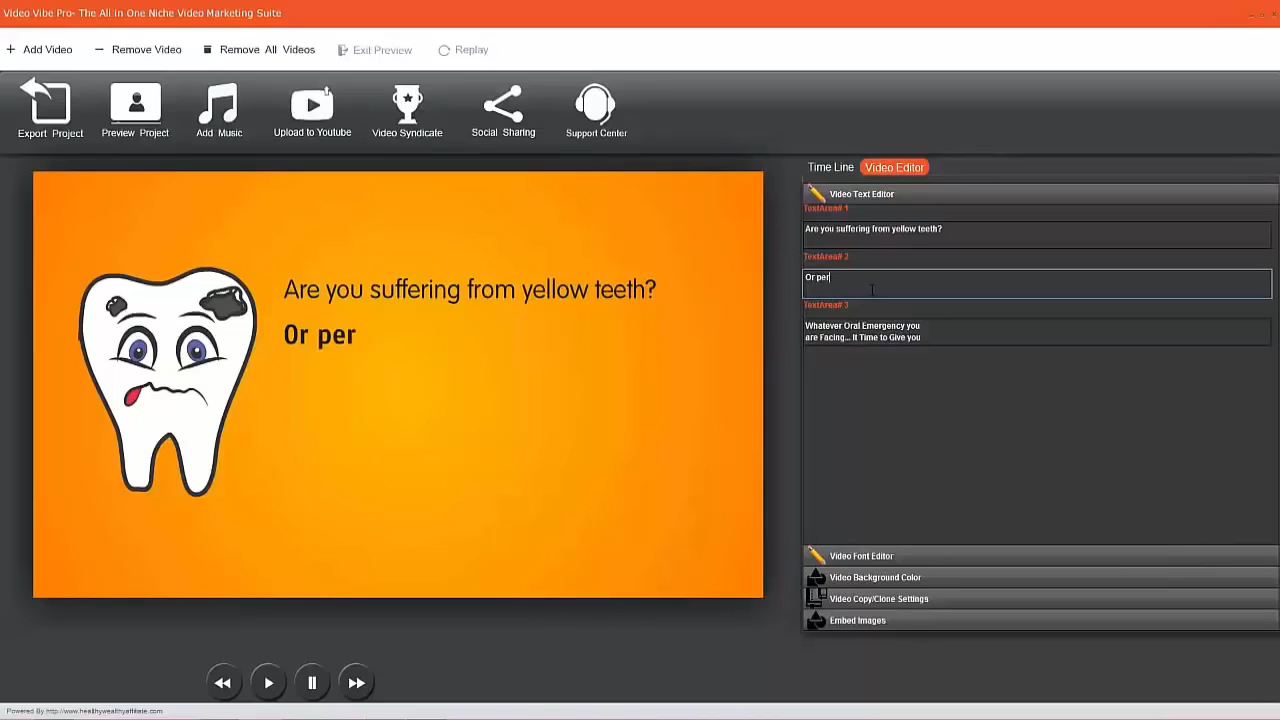 Video Vibe Pro- The All in One Niche Video Marketing Suite
+ Add Video − Remove Video Remove All Videos Exit Preview Replay
Export Project Preview Project Add Music Upload to Youtube Video Syndicate Social Sharing Support Center
Time Line Video Editor
Video Text Editor
TextArea# 1
Are you suffering from yellow teeth?
TextArea# 2
Or per
TextArea# 3
Whatever Oral Emergency you
are Facing... It Time to Give you
Are you suffering from yellow teeth?
Or per
Video Font Editor
Video Background Color
Video Copy/Clone Settings
Embed Images
Powered By http://www.healthywealthyaffiliate.com